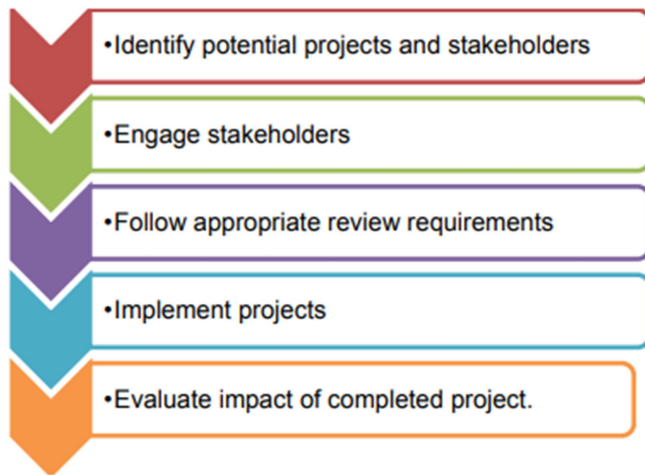 •Identify potential projects and stakeholders
•Engage stakeholders
•Follow appropriate review requirements
•Implement projects
•Evaluate impact of completed project.